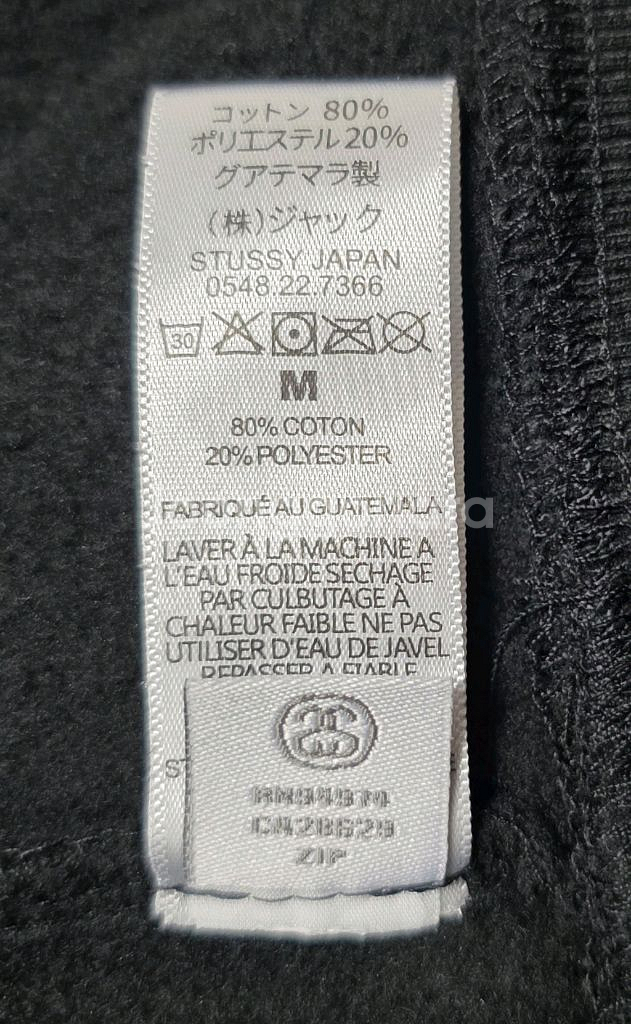 コットン 80%
ポリエステル 20%
グアテマラ製
(株)ジャック
STUSSY JAPAN
0548.22.7366
30
M
80% COTON
20% POLYESTER
FABRIQUÉ AU GUATEMALA
LAVER À LA MACHINE A
L'EAU FROIDE SECHAGE
PAR CULBUTAGE À
CHALEUR FAIBLE NE PAS
UTILISER D'EAU DE JAVEL
REPASSER A
ZIP